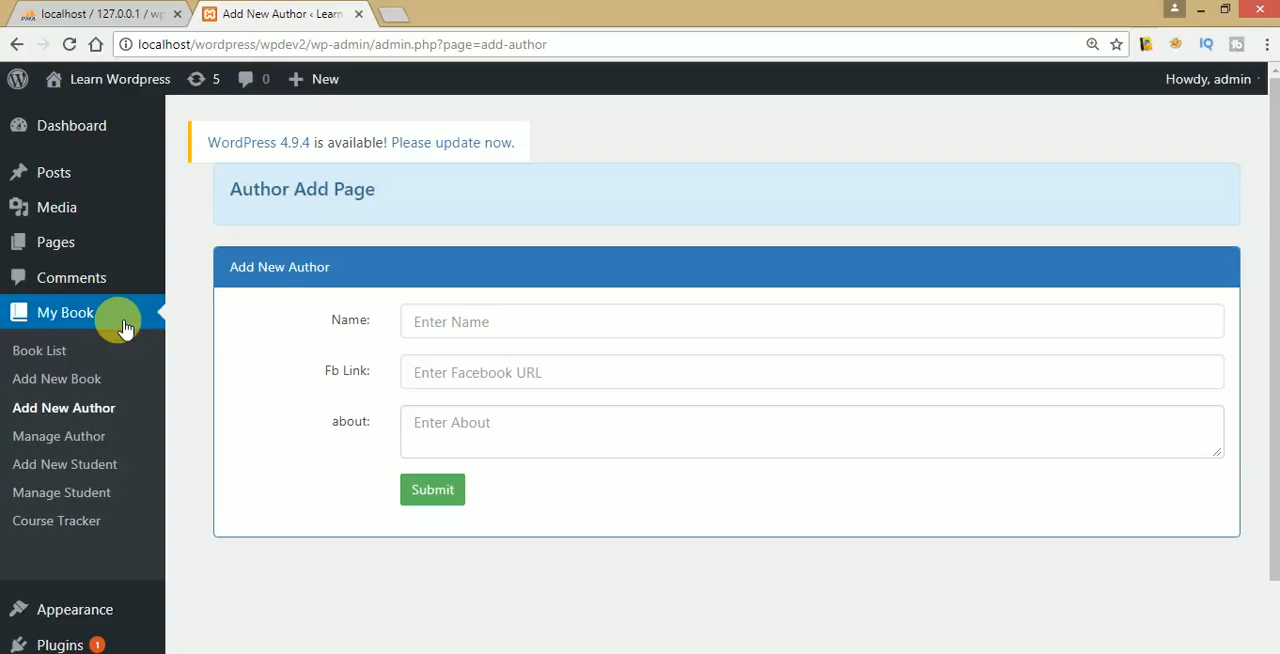 localhost / 127.0.0.1 / wp
Add New Author ‹ Learn
localhost/wordpress/wpdev2/wp-admin/admin.php?page=add-author
Learn Wordpress 5 0 New
Howdy, admin
Dashboard
Posts
Media
Pages
Comments
My Book
Book List
Add New Book
Add New Author
Manage Author
Add New Student
Manage Student
Course Tracker
Appearance
Plugins 1
WordPress 4.9.4 is available! Please update now.
Author Add Page
Add New Author
Name: Enter Name
Fb Link: Enter Facebook URL
about: Enter About
Submit